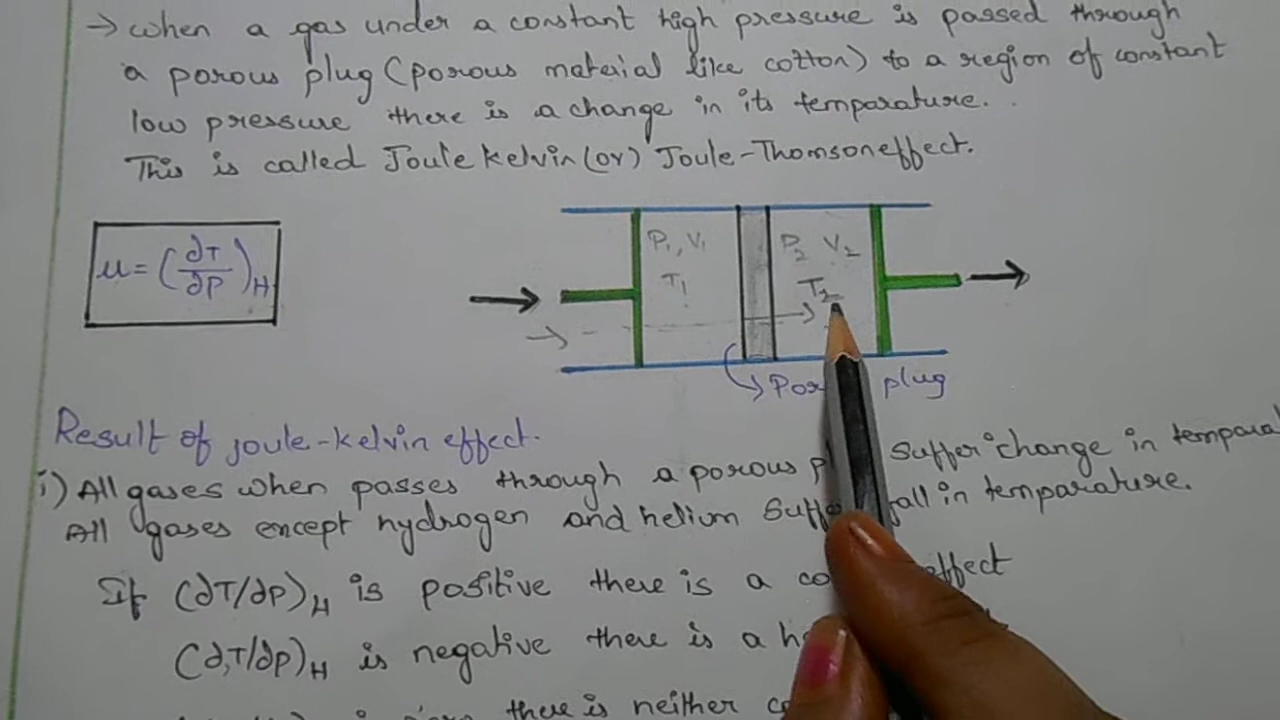 → when a gas under a constant high pressure is passed through
a porous plug (porous material like cotton) to a region of constant
low pressure there is a change in its temparature.
This is called Joule kelvin (or) Joule-Thomson effect.
μ = (∂T/∂P)H
P1, V1
T1
P2 V2
T2
plug
Result of joule-kelvin effect.
i) All gases when passes through a porous suffer change in
All gases except hydrogen and helium fall in temparature.
If (∂T/∂P)H is positive there is a effect
(∂T/∂P)H is negative there is a
there is neither